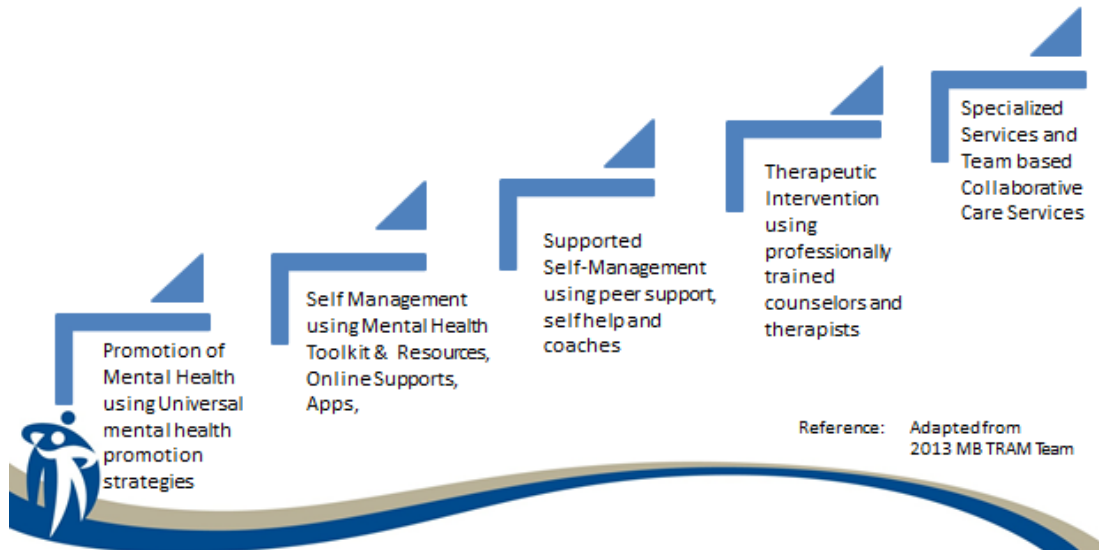 Promotion of
Mental Health
using Universal
mental health
promotion
strategies
Self Management
using Mental Health
Toolkit & Resources,
Online Supports,
Apps,
Supported
Self-Management
using peer support,
self help and
coaches
Therapeutic
Intervention
using
professionally
trained
counselors and
therapists
Specialized
Services and
Team based
Collaborative
Care Services
Reference: Adapted from
2013 MB TRAM Team